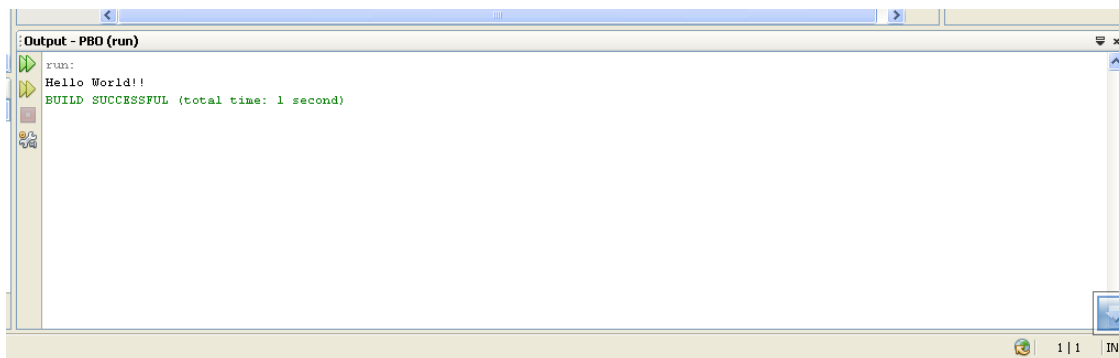 Output - PBO (run)
run:
Hello World!!
BUILD SUCCESSFUL (total time: 1 second)
1 | 1 IN